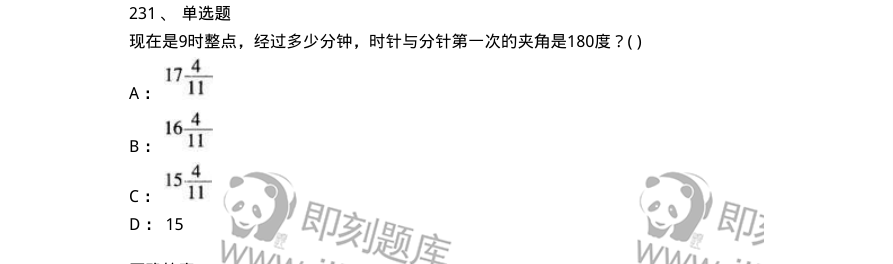 231 、 单选题
现在是9时整点，经过多少分钟，时针与分针第一次的夹角是180度？( )
A： 17 4/11
B： 16 4/11
C： 15 4/11
D： 15
即刻题库
即